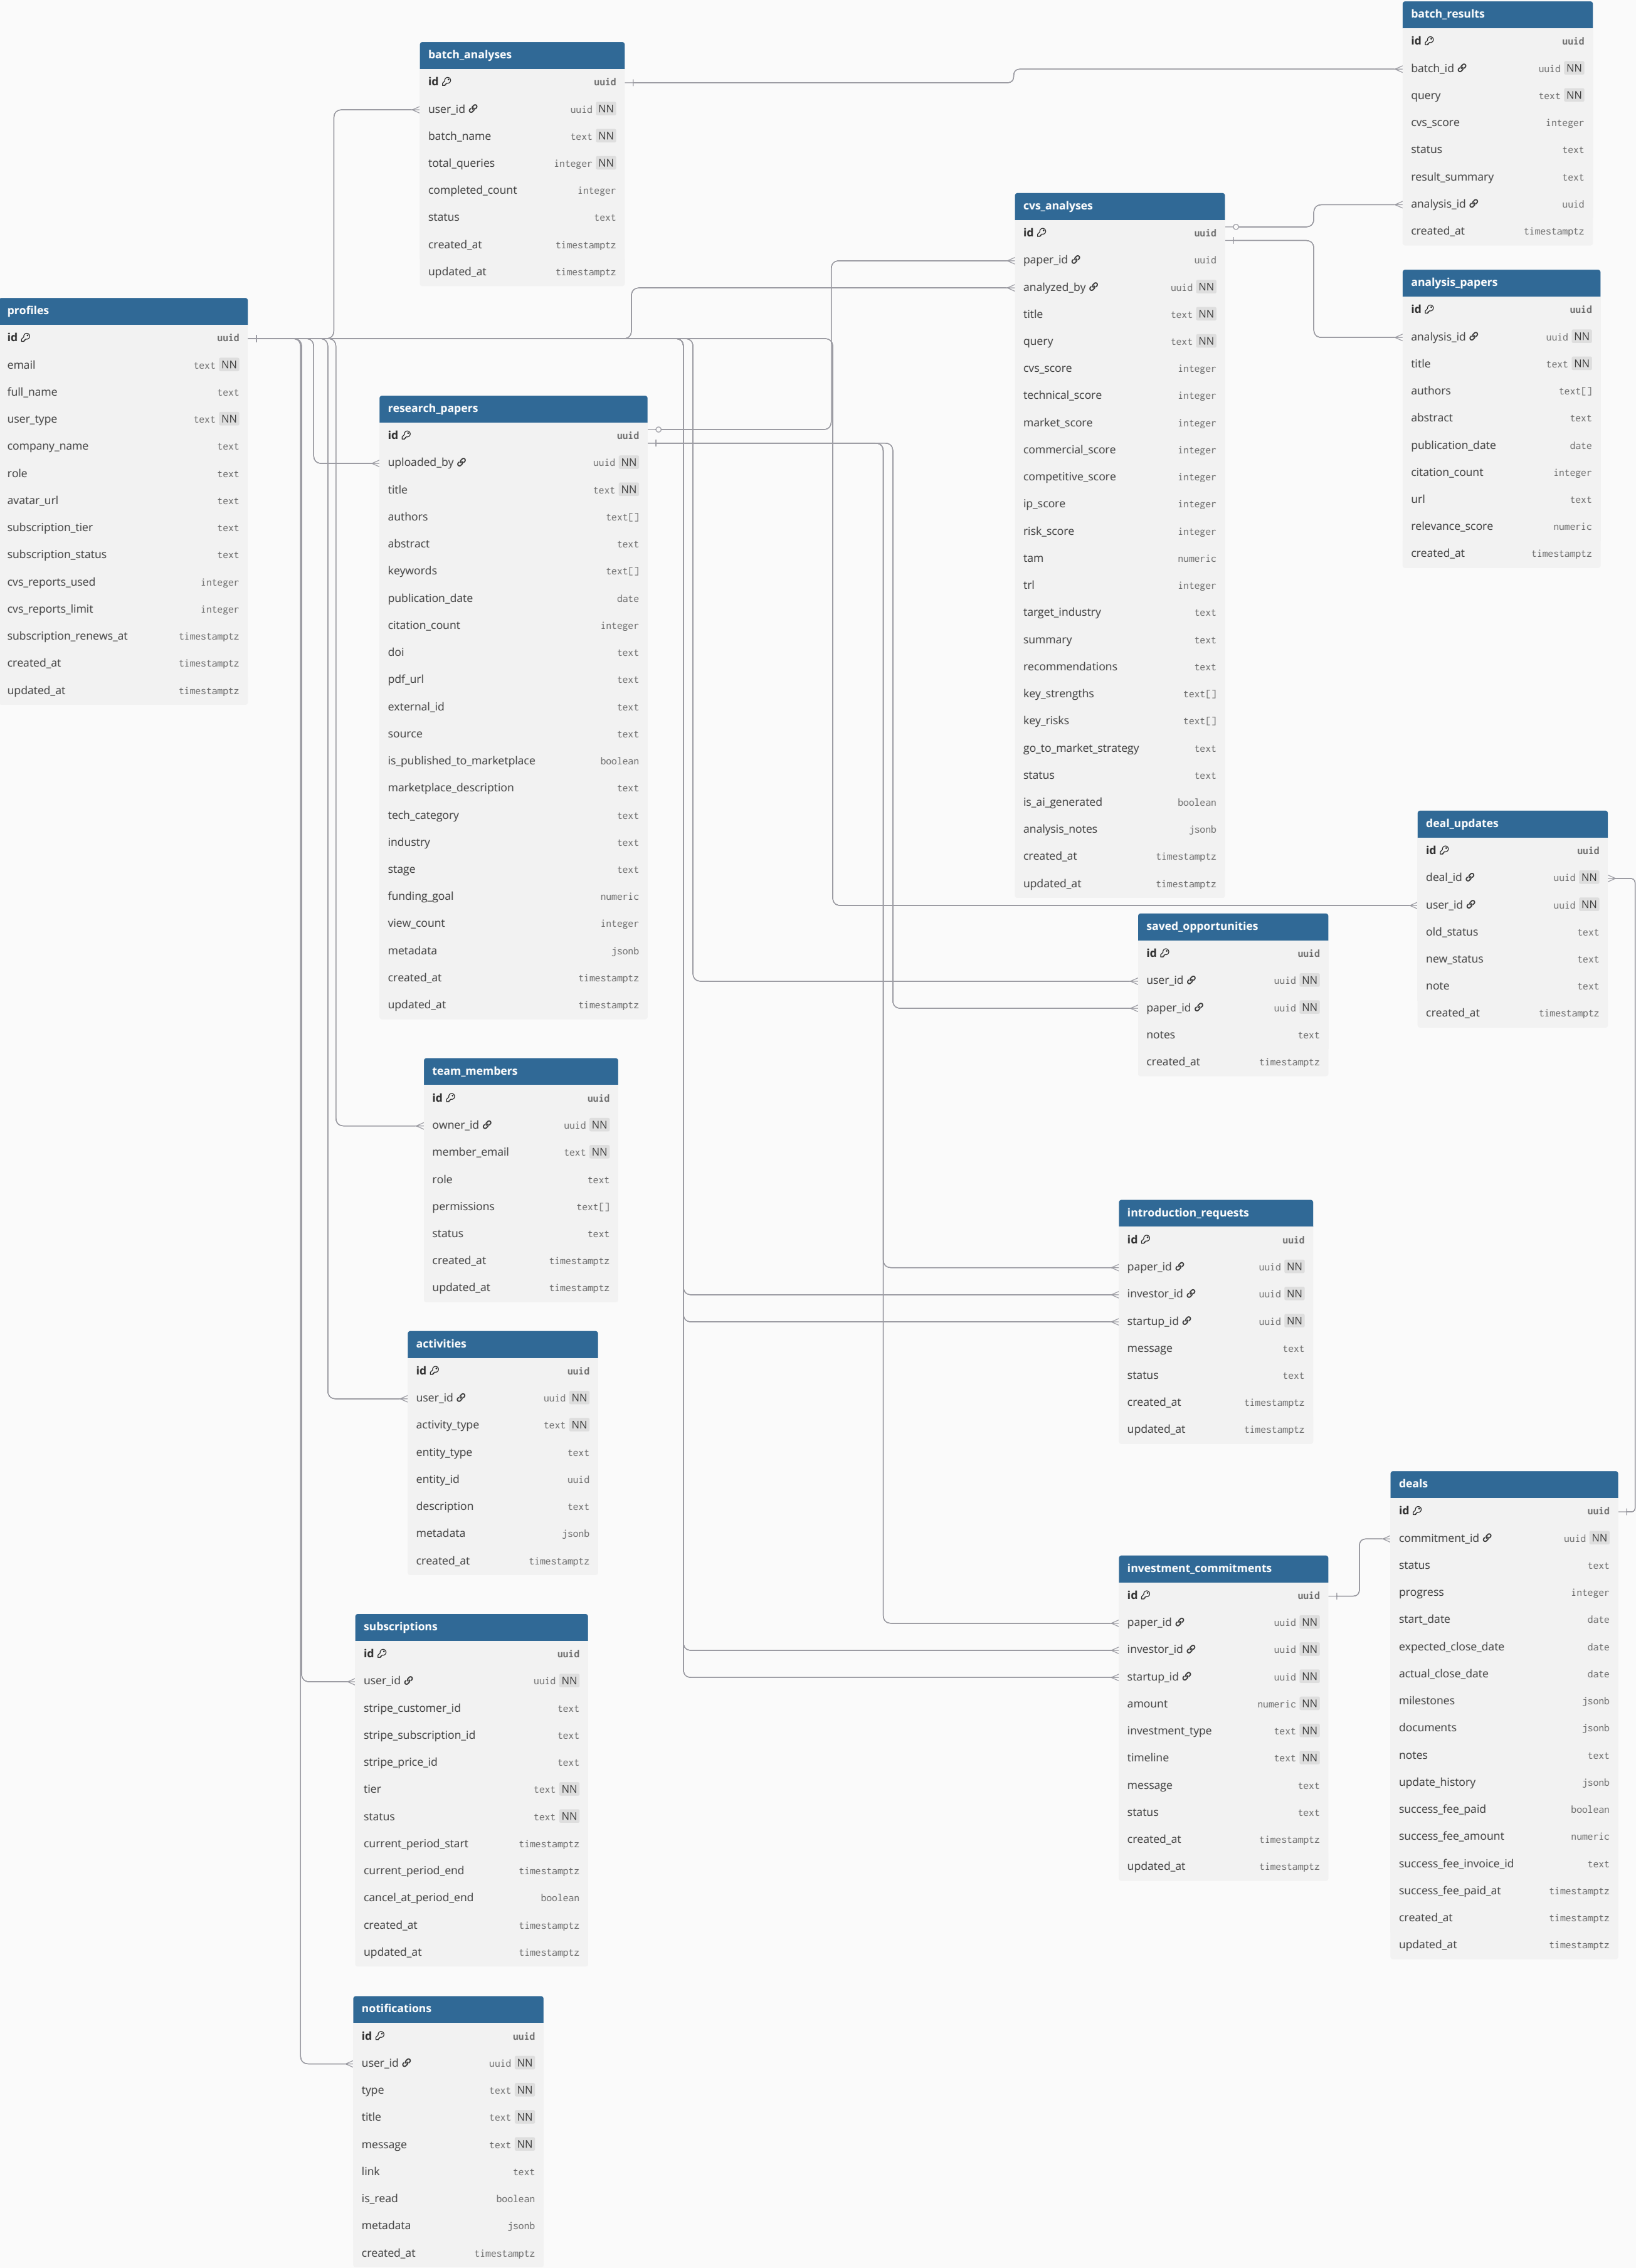 batch_results
id uuid
batch_id uuid NN
query text NN
cvs_score integer
status text
result_summary text
analysis_id uuid
created_at timestamptz
batch_analyses
id uuid
user_id uuid NN
batch_name text NN
total_queries integer NN
completed_count integer
status text
created_at timestamptz
updated_at timestamptz
cvs_analyses
id uuid
paper_id uuid
analyzed_by uuid NN
title text NN
query text NN
cvs_score integer
technical_score integer
market_score integer
commercial_score integer
competitive_score integer
ip_score integer
risk_score integer
tam numeric
trl integer
target_industry text
summary text
recommendations text
key_strengths text[]
key_risks text[]
go_to_market_strategy text
status text
is_ai_generated boolean
analysis_notes jsonb
created_at timestamptz
updated_at timestamptz
analysis_papers
id uuid
analysis_id uuid NN
title text NN
authors text[]
abstract text
publication_date date
citation_count integer
url text
relevance_score numeric
created_at timestamptz
profiles
id uuid
email text NN
full_name text
user_type text NN
company_name text
role text
avatar_url text
subscription_tier text
subscription_status text
cvs_reports_used integer
cvs_reports_limit integer
subscription_renews_at timestamptz
created_at timestamptz
updated_at timestamptz
research_papers
id uuid
uploaded_by uuid NN
title text NN
authors text[]
abstract text
keywords text[]
publication_date date
citation_count integer
doi text
pdf_url text
external_id text
source text
is_published_to_marketplace boolean
marketplace_description text
tech_category text
industry text
stage text
funding_goal numeric
view_count integer
metadata jsonb
created_at timestamptz
updated_at timestamptz
deal_updates
id uuid
deal_id uuid NN
user_id uuid NN
old_status text
new_status text
note text
created_at timestamptz
saved_opportunities
id uuid
user_id uuid NN
paper_id uuid NN
notes text
created_at timestamptz
team_members
id uuid
owner_id uuid NN
member_email text NN
role text
permissions text[]
status text
created_at timestamptz
updated_at timestamptz
introduction_requests
id uuid
paper_id uuid NN
investor_id uuid NN
startup_id uuid NN
message text
status text
created_at timestamptz
updated_at timestamptz
activities
id uuid
user_id uuid NN
activity_type text NN
entity_type text
entity_id uuid
description text
metadata jsonb
created_at timestamptz
deals
id uuid
commitment_id uuid NN
status text
progress integer
start_date date
expected_close_date date
actual_close_date date
milestones jsonb
documents jsonb
notes text
update_history jsonb
success_fee_paid boolean
success_fee_amount numeric
success_fee_invoice_id text
success_fee_paid_at timestamptz
created_at timestamptz
updated_at timestamptz
investment_commitments
id uuid
paper_id uuid NN
investor_id uuid NN
startup_id uuid NN
amount numeric NN
investment_type text NN
timeline text NN
message text
status text
created_at timestamptz
updated_at timestamptz
subscriptions
id uuid
user_id uuid NN
stripe_customer_id text
stripe_subscription_id text
stripe_price_id text
tier text NN
status text NN
current_period_start timestamptz
current_period_end timestamptz
cancel_at_period_end boolean
created_at timestamptz
updated_at timestamptz
notifications
id uuid
user_id uuid NN
type text NN
title text NN
message text NN
link text
is_read boolean
metadata jsonb
created_at timestamptz